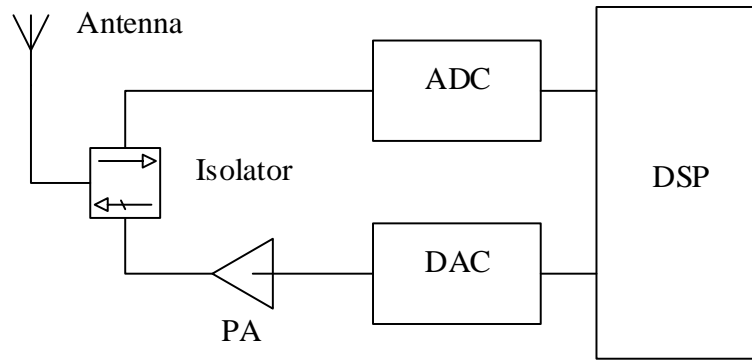 Antenna
ADC
Isolator
DSP
DAC
PA